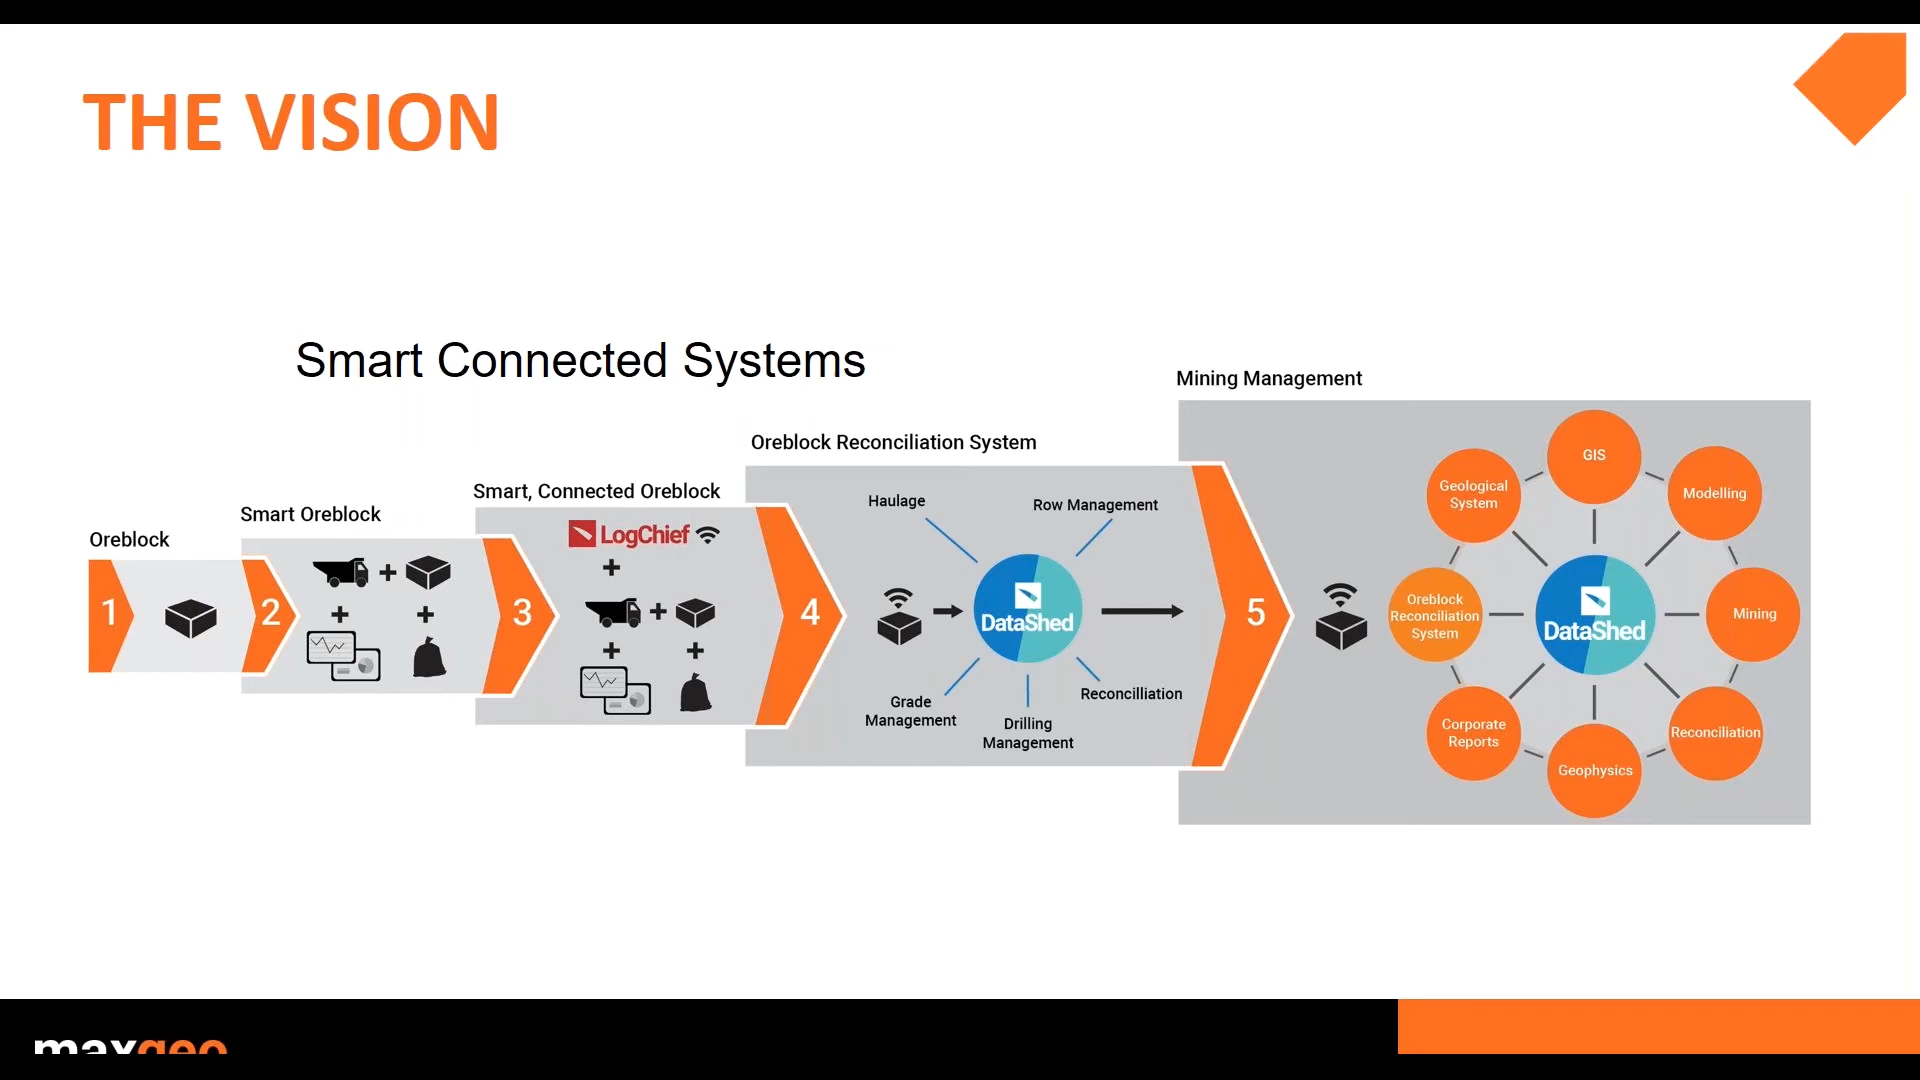 THE VISION
Smart Connected Systems
Oreblock
1
Smart Oreblock
2
Smart, Connected Oreblock
3
LogChief
Oreblock Reconciliation System
4
Haulage
Row Management
DataShed
Grade
Management
Drilling
Management
Reconcilliation
Mining Management
5
GIS
Geological
System
Modelling
Oreblock
Reconciliation
System
DataShed
Mining
Corporate
Reports
Reconciliation
Geophysics
maxgeo